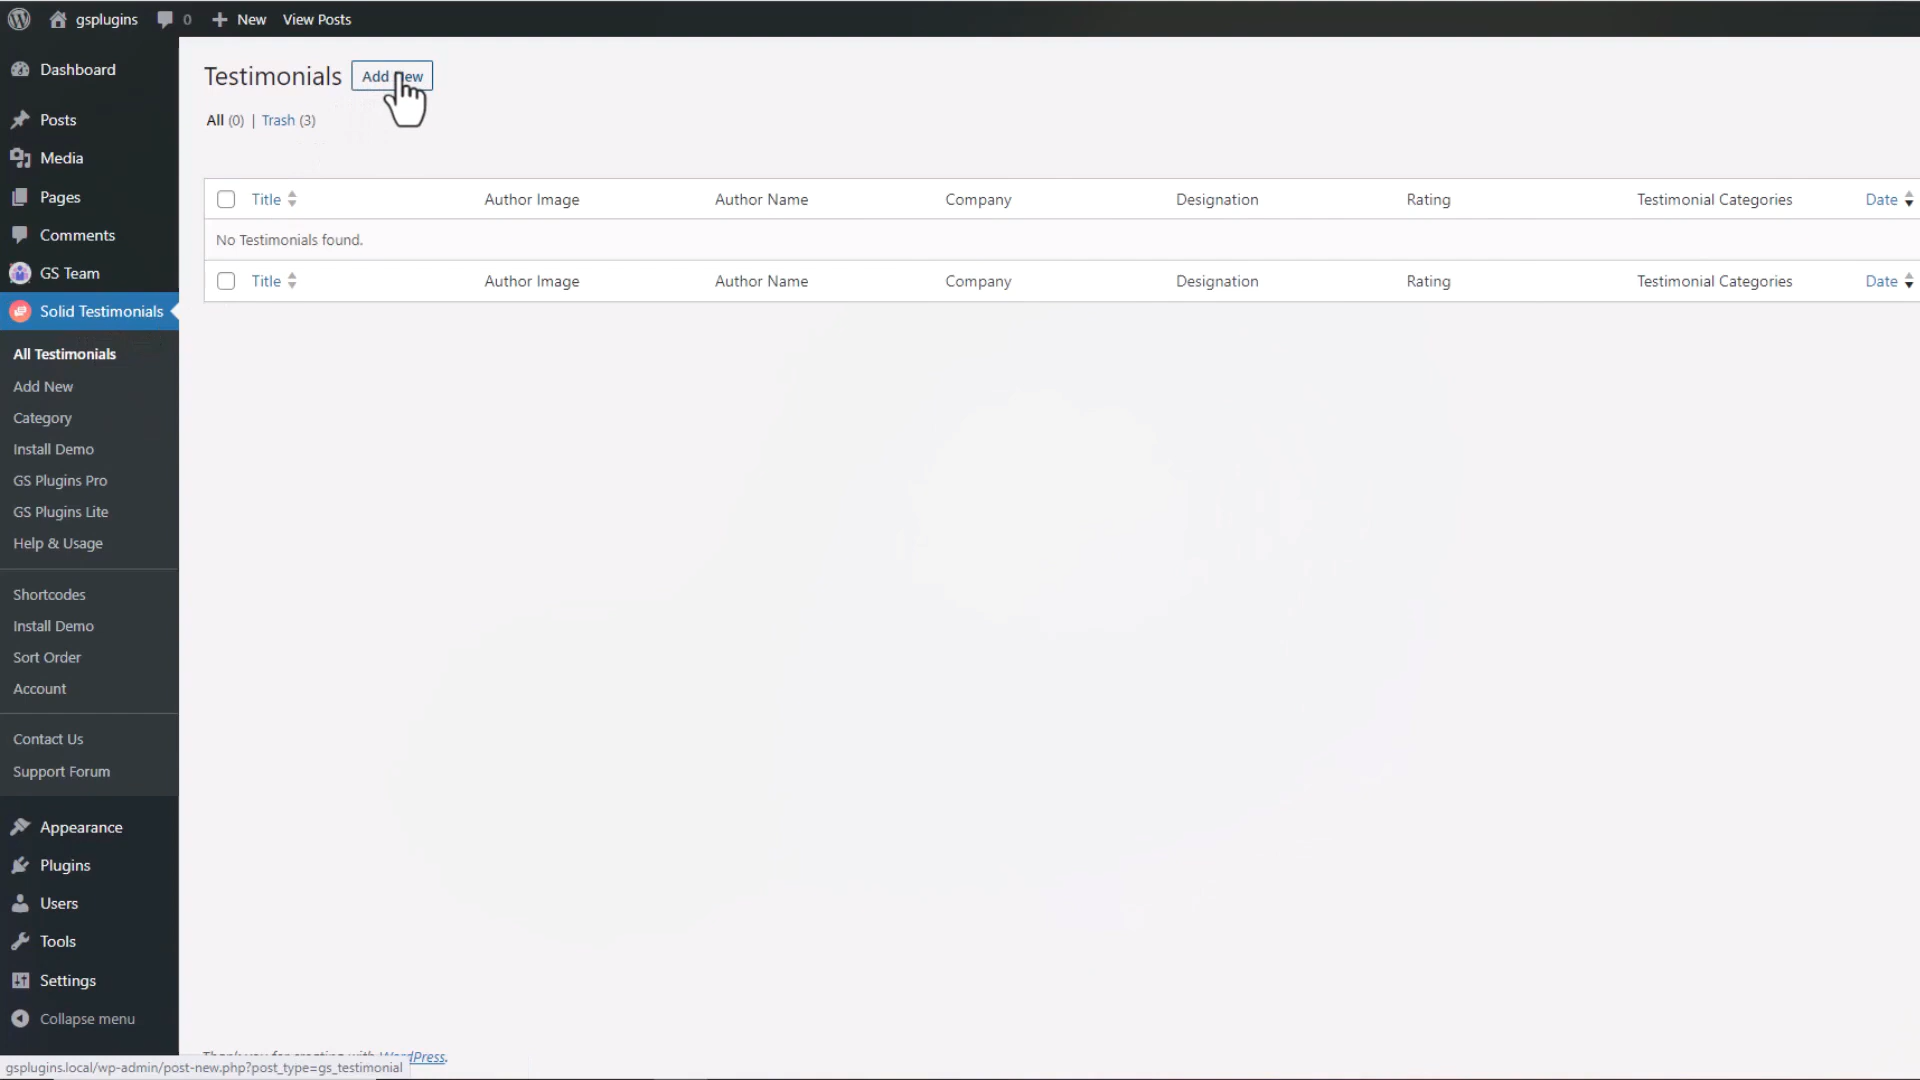 gsplugins 0 New View Posts
Dashboard
Posts
Media
Pages
Comments
GS Team
Solid Testimonials
All Testimonials
Add New
Category
Install Demo
GS Plugins Pro
GS Plugins Lite
Help & Usage
Shortcodes
Install Demo
Sort Order
Account
Contact Us
Support Forum
Appearance
Plugins
Users
Tools
Settings
Collapse menu
Testimonials Add New
All (0) | Trash (3)
Title Author Image Author Name Company Designation Rating Testimonial Categories Date
No Testimonials found.
Title Author Image Author Name Company Designation Rating Testimonial Categories Date
Thank you for creating with WordPress.
gsplugins.local/wp-admin/post-new.php?post_type=gs_testimonial